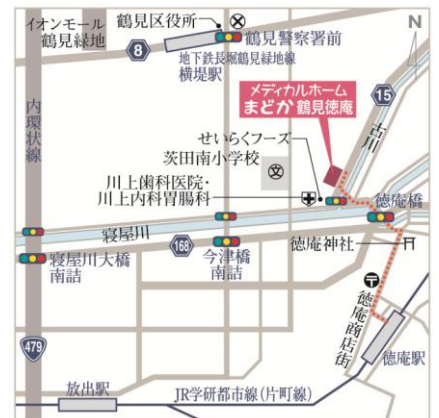 イオンモール
鶴見緑地
鶴見区役所
N
8
鶴見警察署前
地下鉄長堀鶴見緑地線
横堤駅
内環状線
メディカルホーム
まどか鶴見徳庵
15
古川
せいらくフーズ
茨田南小学校
文
川上歯科医院・
川上内科胃腸科
徳庵橋
寝屋川
168
徳庵神社
寝屋川大橋
南詰
今津橋
南詰
〒
徳庵商店街
479
徳庵駅
放出駅
JR学研都市線(片町線)